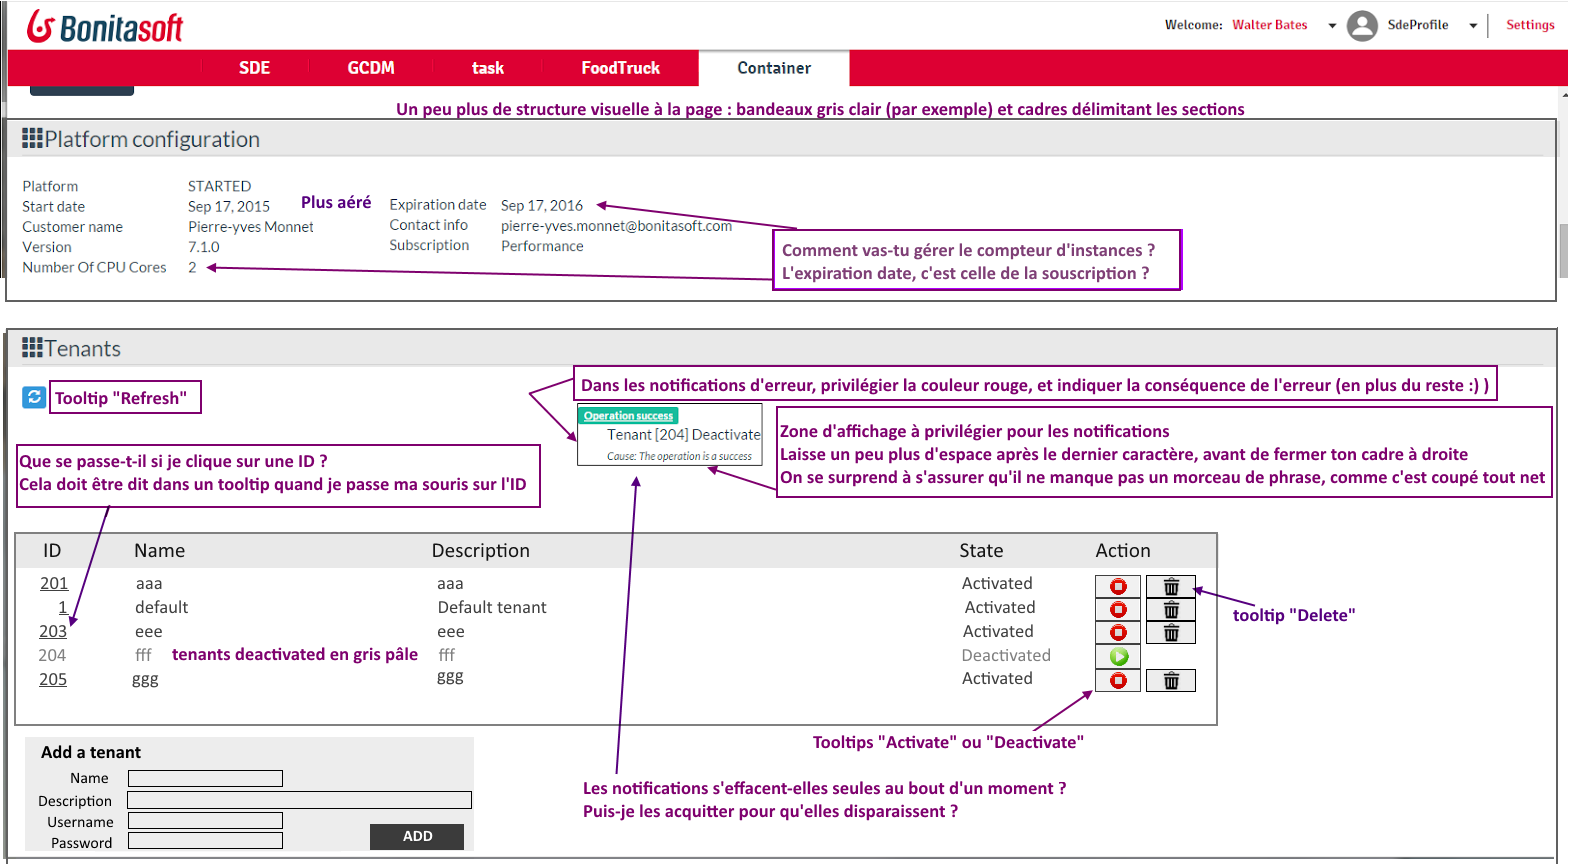 Bonitasoft
Welcome: Walter Bates SdeProfile Settings
SDE GCDM task FoodTruck Container
Un peu plus de structure visuelle à la page : bandeaux gris clair (par exemple) et cadres délimitant les sections
Platform configuration
Platform STARTED
Start date Sep 17, 2015
Customer name Pierre-yves Monnet
Version 7.1.0
Number Of CPU Cores 2
Plus aéré
Expiration date Sep 17, 2016
Contact info pierre-yves.monnet@bonitasoft.com
Subscription Performance
Comment vas-tu gérer le compteur d'instances ?
L'expiration date, c'est celle de la souscription ?
Tenants
Tooltip "Refresh"
Dans les notifications d'erreur, privilégier la couleur rouge, et indiquer la conséquence de l'erreur (en plus du reste :) )
Operation success
Tenant [204] Deactivate
Cause: The operation is a success
Zone d'affichage à privilégier pour les notifications
Laisse un peu plus d'espace après le dernier caractère, avant de fermer ton cadre à droite
On se surprend à s'assurer qu'il ne manque pas un morceau de phrase, comme c'est coupé tout net
Que se passe-t-il si je clique sur une ID ?
Cela doit être dit dans un tooltip quand je passe ma souris sur l'ID
ID Name Description State Action
201 aaa aaa Activated
1 default Default tenant Activated
203 eee eee Activated
204 fff tenants deactivated en gris pâle fff Deactivated
205 ggg ggg Activated
tooltip "Delete"
Tooltips "Activate" ou "Deactivate"
Add a tenant
Name
Description
Username
Password
ADD
Les notifications s'effacent-elles seules au bout d'un moment ?
Puis-je les acquitter pour qu'elles disparaissent ?